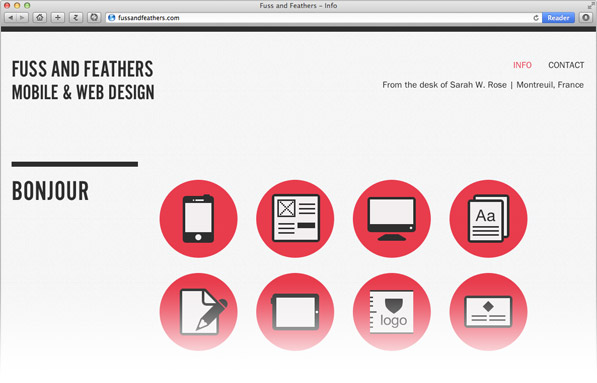 Fuss and Feathers – Info
fussandfeathers.com
Reader
FUSS AND FEATHERS
MOBILE & WEB DESIGN
INFO CONTACT
From the desk of Sarah W. Rose | Montreuil, France
BONJOUR
Aa
logo